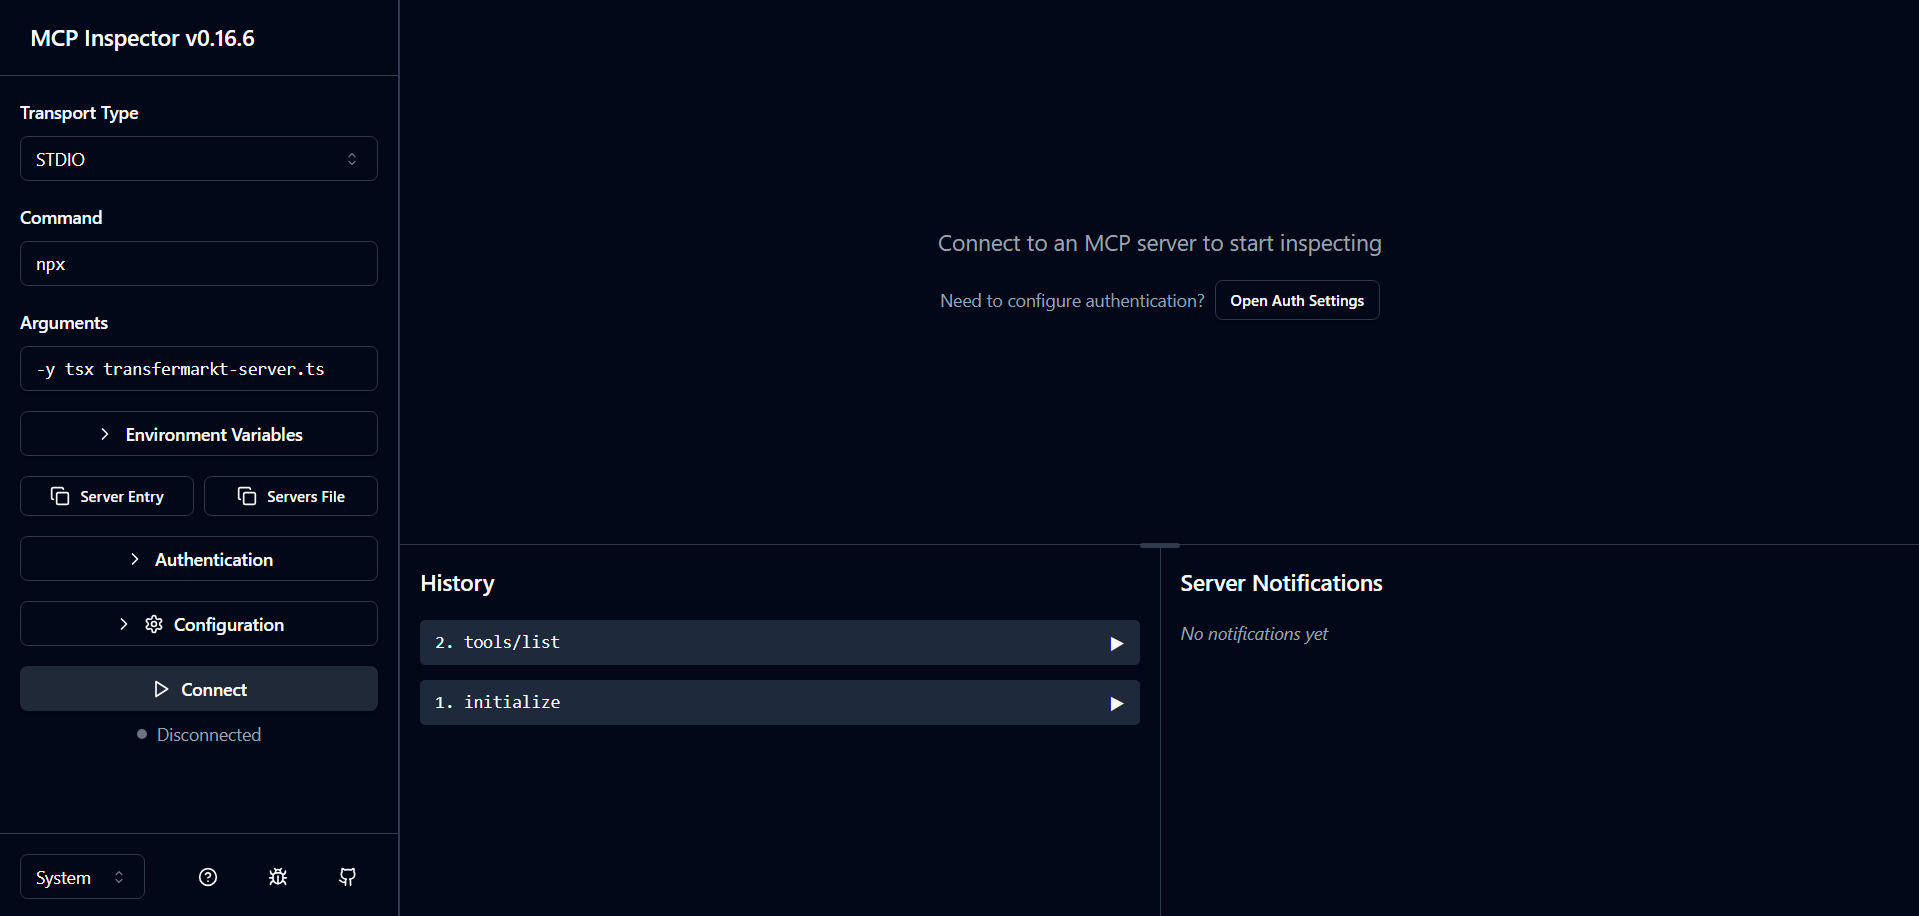 MCP Inspector v0.16.6
Transport Type
STDIO
Command
npx
Arguments
-y tsx transfermarkt-server.ts
Environment Variables
Server Entry
Servers File
Authentication
Configuration
Connect
Disconnected
System
Connect to an MCP server to start inspecting
Need to configure authentication? Open Auth Settings
History
2. tools/list
1. initialize
Server Notifications
No notifications yet